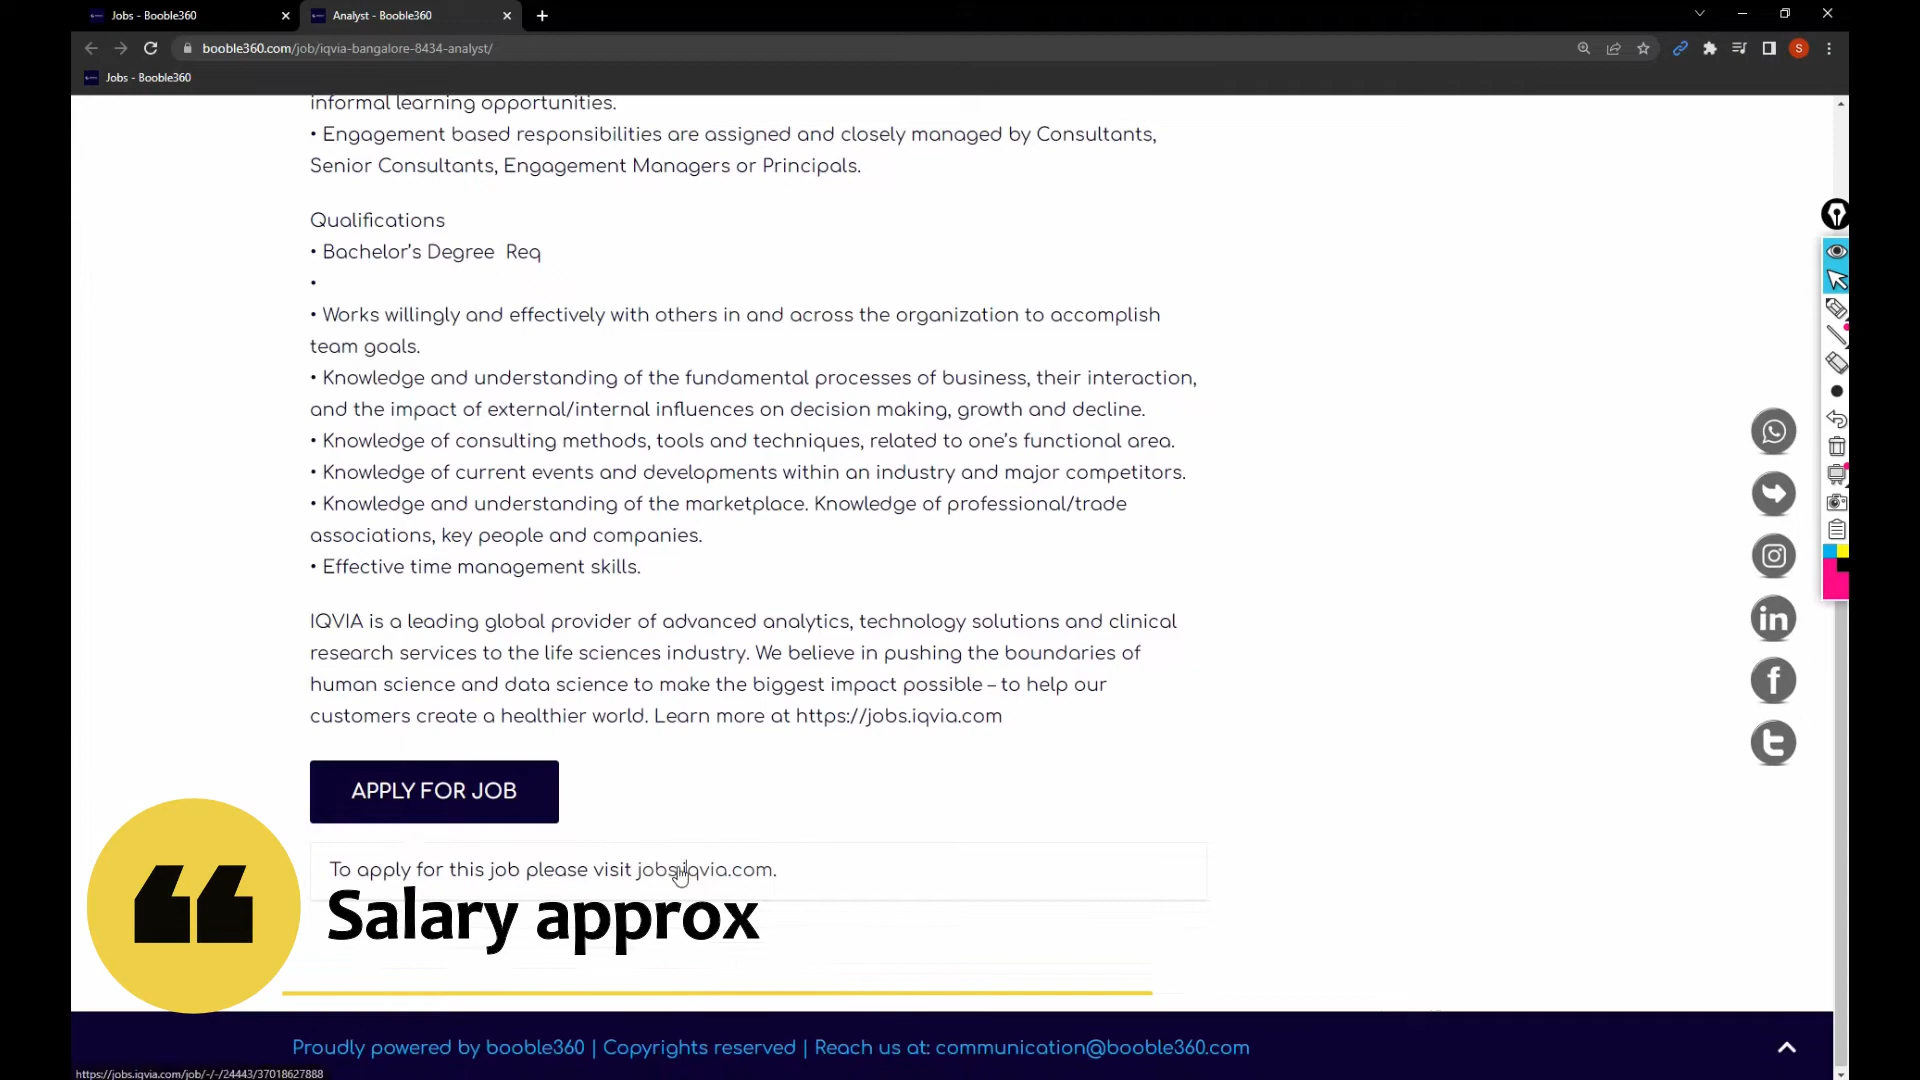 Jobs - Booble360
Analyst - Booble360
booble360.com/job/iqvia-bangalore-8434-analyst/
S
Jobs - Booble360
informal learning opportunities.
• Engagement based responsibilities are assigned and closely managed by Consultants,
Senior Consultants, Engagement Managers or Principals.
Qualifications
• Bachelor's Degree  Req
•
• Works willingly and effectively with others in and across the organization to accomplish
team goals.
• Knowledge and understanding of the fundamental processes of business, their interaction,
and the impact of external/internal influences on decision making, growth and decline.
• Knowledge of consulting methods, tools and techniques, related to one's functional area.
• Knowledge of current events and developments within an industry and major competitors.
• Knowledge and understanding of the marketplace. Knowledge of professional/trade
associations, key people and companies.
• Effective time management skills.
IQVIA is a leading global provider of advanced analytics, technology solutions and clinical
research services to the life sciences industry. We believe in pushing the boundaries of
human science and data science to make the biggest impact possible – to help our
customers create a healthier world. Learn more at https://jobs.iqvia.com
APPLY FOR JOB
To apply for this job please visit jobs.iqvia.com.
Salary approx
Proudly powered by booble360 | Copyrights reserved | Reach us at: communication@booble360.com
https://jobs.iqvia.com/job/-/-/24443/37018627888